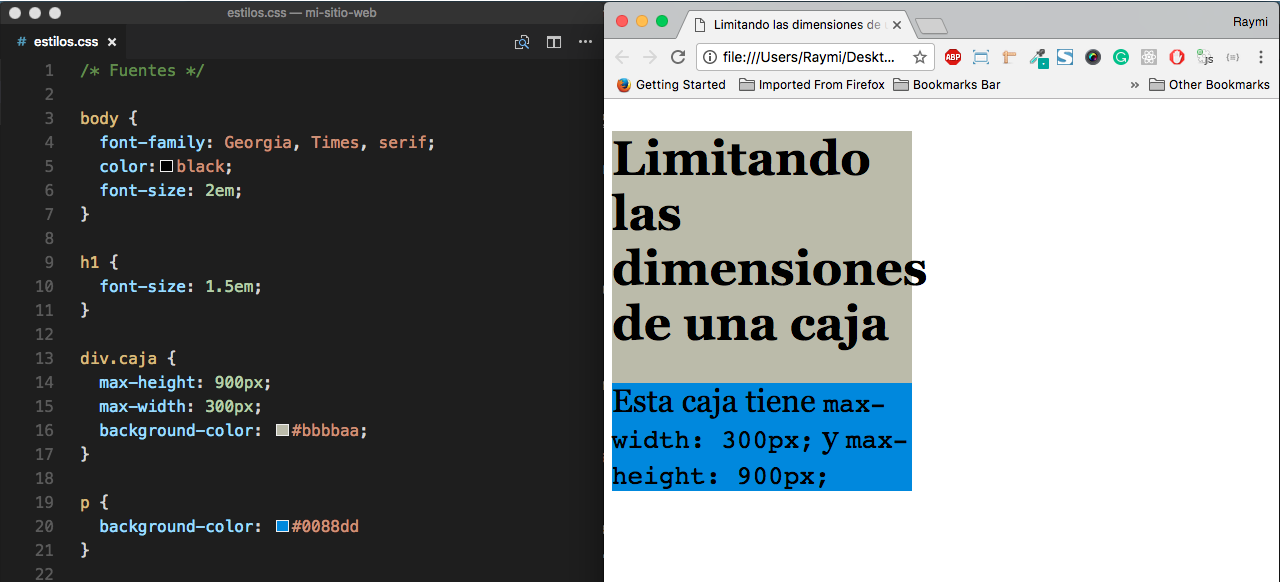 estilos.css — mi-sitio-web
# estilos.css ×
1 /* Fuentes */
2
3 body {
4 font-family: Georgia, Times, serif;
5 color: black;
6 font-size: 2em;
7 }
8
9 h1 {
10 font-size: 1.5em;
11 }
12
13 div.caja {
14 max-height: 900px;
15 max-width: 300px;
16 background-color: #bbbbaa;
17 }
18
19 p {
20 background-color: #0088dd
21 }
22
Limitando las dimensiones de
Raymi
file:///Users/Raymi/Deskt...
ABP
JS
Getting Started
Imported From Firefox
Bookmarks Bar
» Other Bookmarks
Limitando
las
dimensiones
de una caja
Esta caja tiene max-
width: 300px; y max-
height: 900px;